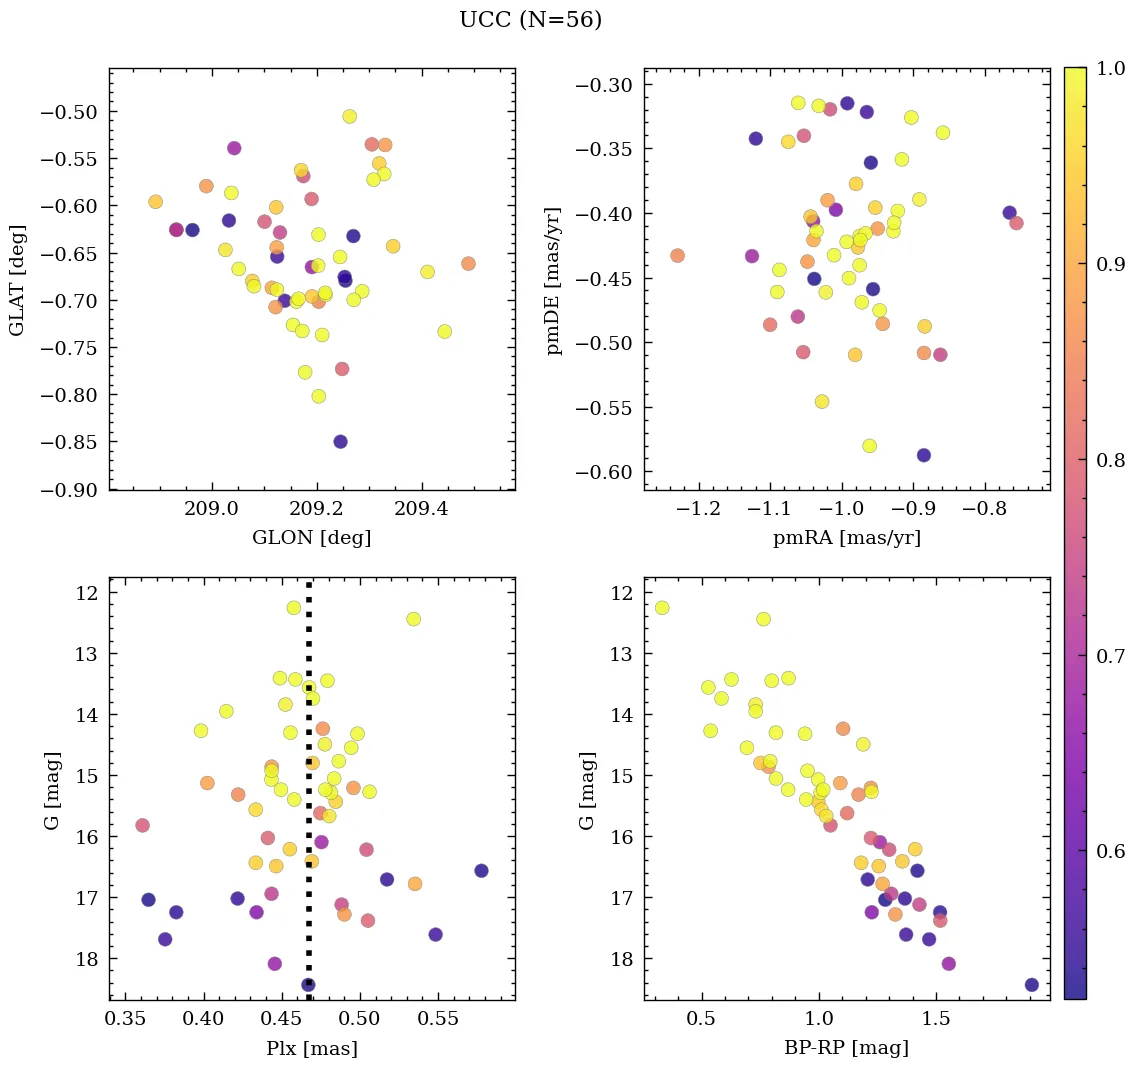 UCC (N=56)
−0.50
−0.55
−0.60
−0.65
−0.70
−0.75
−0.80
−0.85
−0.90
GLAT [deg]
209.0 209.2 209.4
GLON [deg]
−0.30
−0.35
−0.40
−0.45
−0.50
−0.55
−0.60
pmDE [mas/yr]
−1.2 −1.1 −1.0 −0.9 −0.8
pmRA [mas/yr]
12
13
14
15
16
17
18
G [mag]
0.35 0.40 0.45 0.50 0.55
Plx [mas]
12
13
14
15
16
17
18
G [mag]
0.5 1.0 1.5
BP-RP [mag]
1.0
0.9
0.8
0.7
0.6